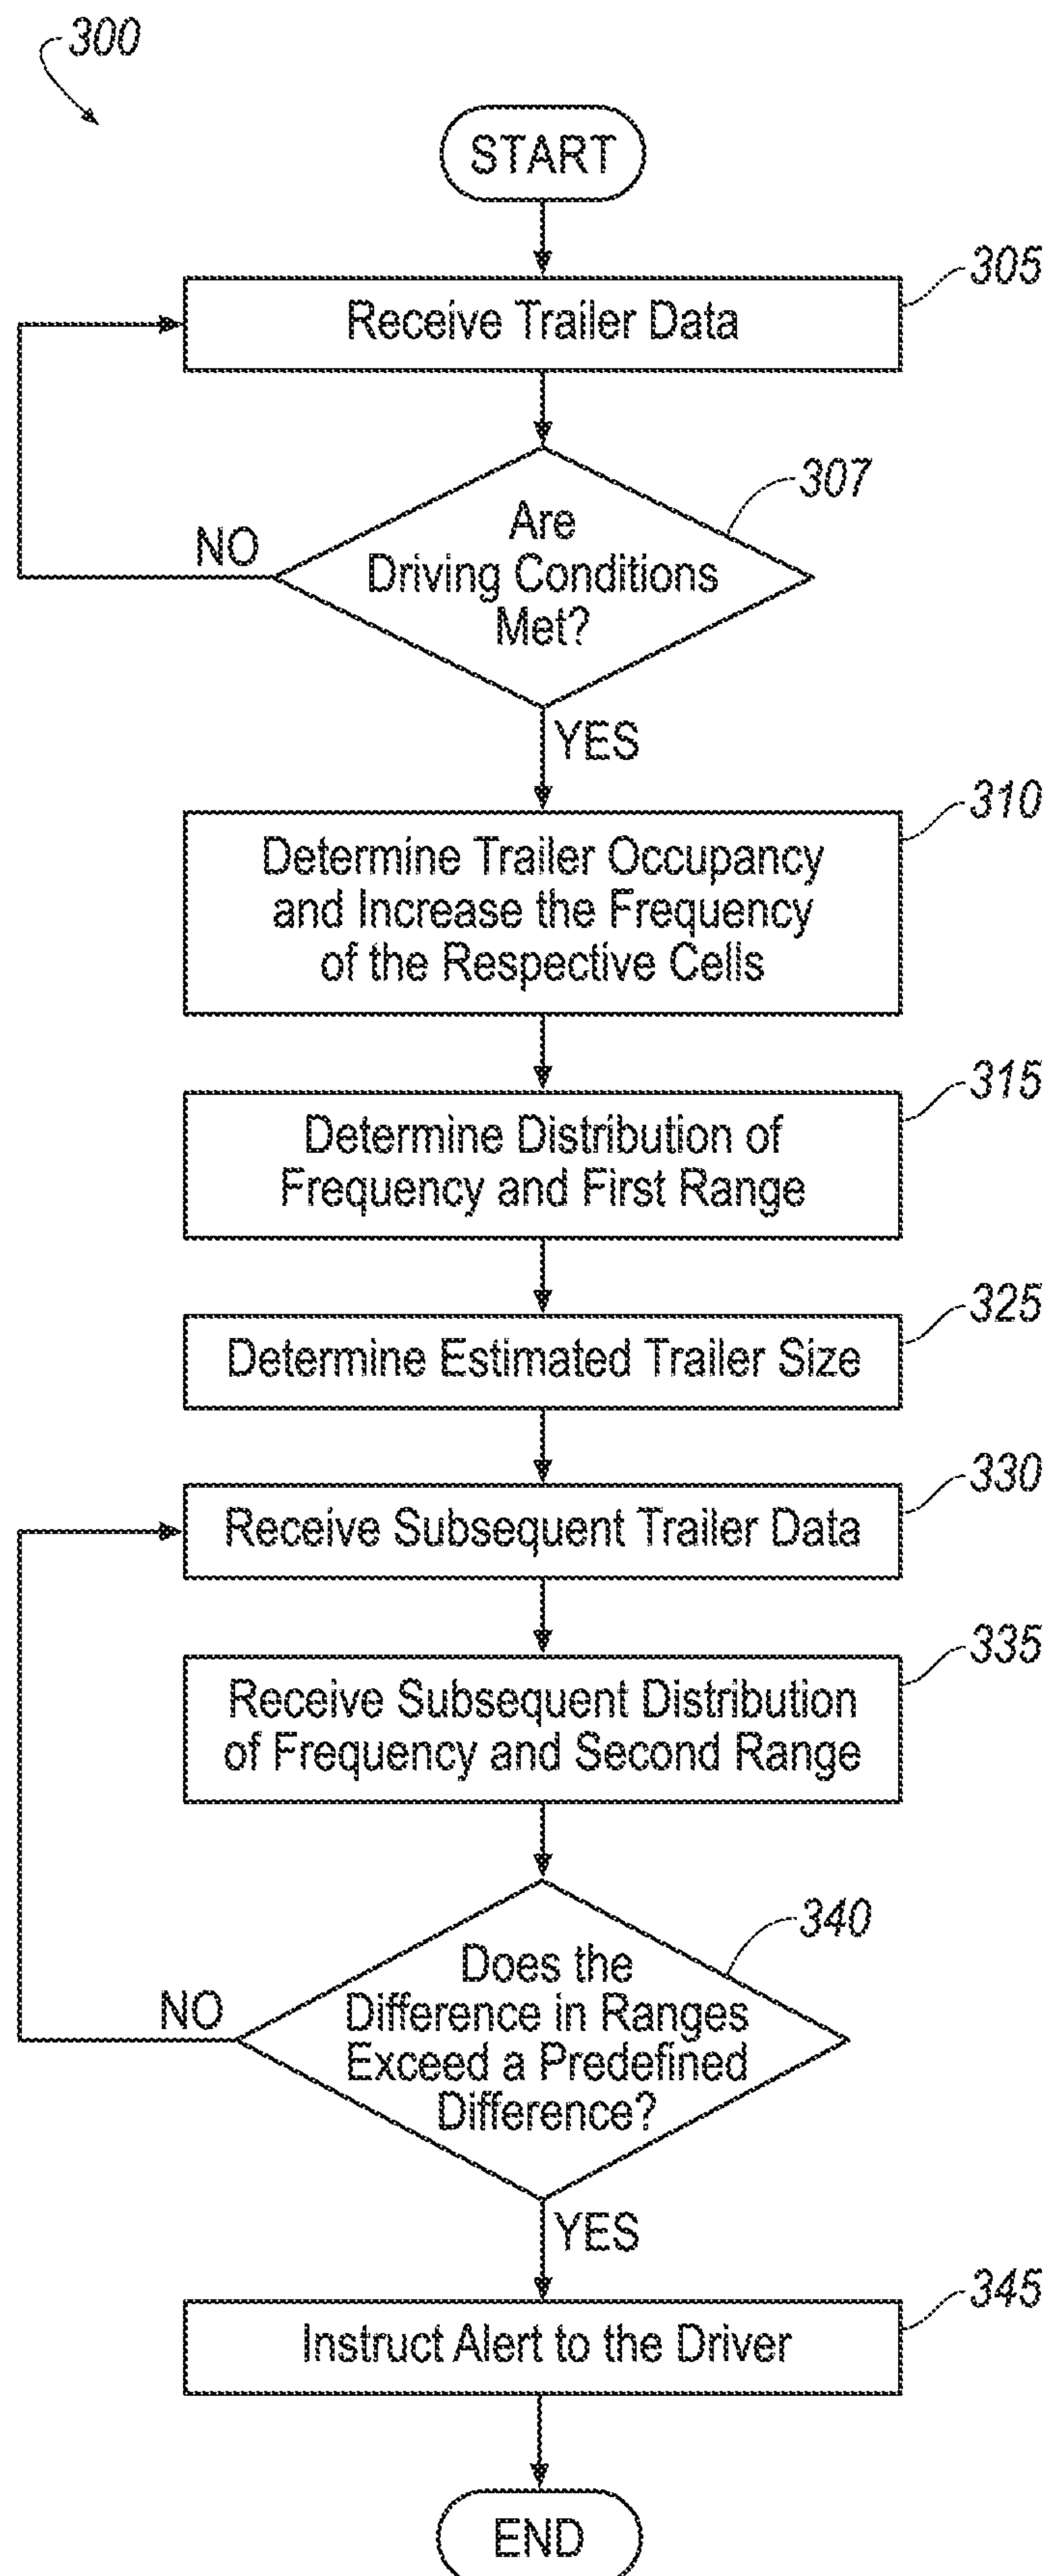 300
START
305
Receive Trailer Data
307
Are
Driving Conditions
Met?
NO
YES
310
Determine Trailer Occupancy
and Increase the Frequency
of the Respective Cells
315
Determine Distribution of
Frequency and First Range
325
Determine Estimated Trailer Size
330
Receive Subsequent Trailer Data
335
Receive Subsequent Distribution
of Frequency and Second Range
340
Does the
Difference in Ranges
Exceed a Predefined
Difference?
NO
YES
345
Instruct Alert to the Driver
END